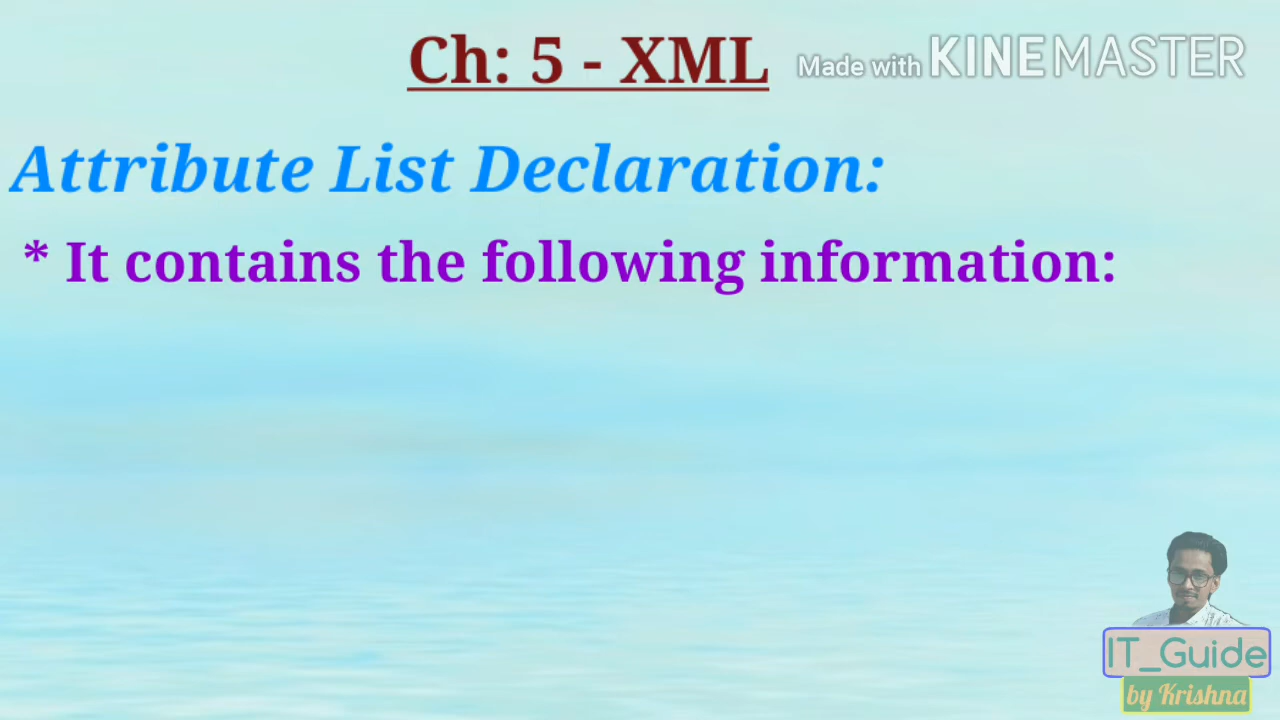 Ch: 5 - XML
Made with KINEMASTER
Attribute List Declaration:
* It contains the following information:
IT_Guide
by Krishna